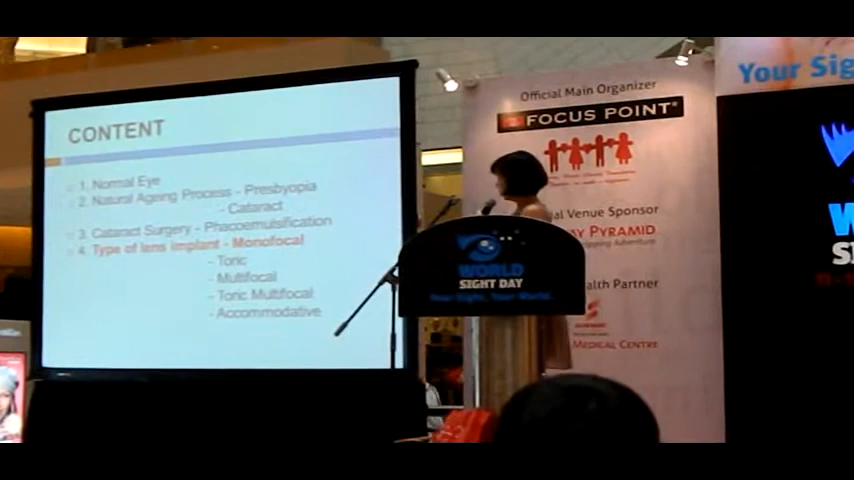 CONTENT
1. Normal Eye
2. Natural Ageing Process - Presbyopia
- Cataract
3. Cataract Surgery - Phacoemulsification
4. Type of lens implant - Monofocal
- Toric
- Multifocal
- Toric Multifocal
- Accommodative
Official Main Organizer
FOCUS POINT
Venue Sponsor
PYRAMID
Partner
MEDICAL CENTRE
WORLD
SIGHT DAY
Your Sight, Your World.
Your